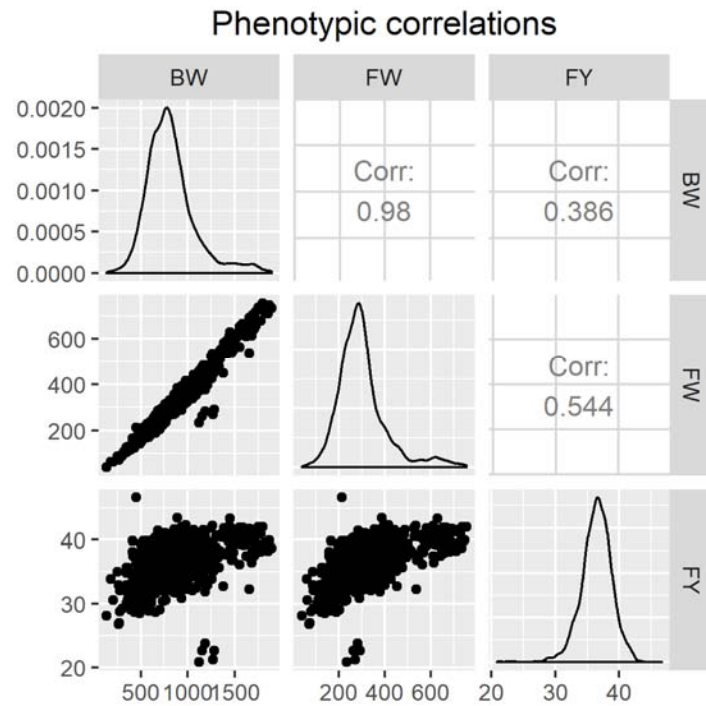 Phenotypic correlations
BW FW FY
0.0020
0.0015
0.0010
0.0005
0.0000
Corr:
0.98
Corr:
0.386
BW
600
400
200
Corr:
0.544
FW
40
30
20
FY
500 1000 1500
200 400 600
20 30 40